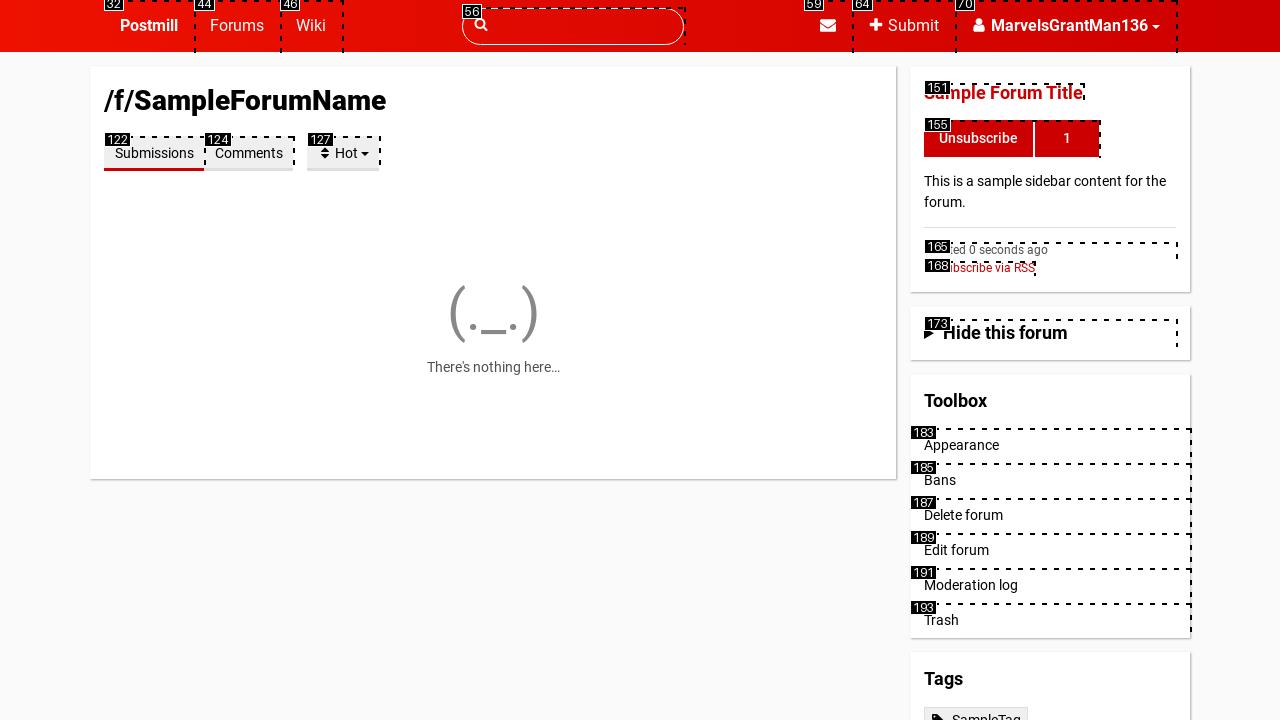 32 44 46 56 59 64 70
Postmill Forums Wiki Submit MarvelsGrantMan136
/f/SampleForumName
122 124 127
Submissions Comments Hot
(._.)
There's nothing here…
151
Sample Forum Title
155
Unsubscribe 1
This is a sample sidebar content for the
forum.
165 ted 0 seconds ago
168 bscribe via RSS
173
Hide this forum
Toolbox
183
Appearance
185
Bans
187
Delete forum
189
Edit forum
191
Moderation log
193
Trash
Tags
SampleTag